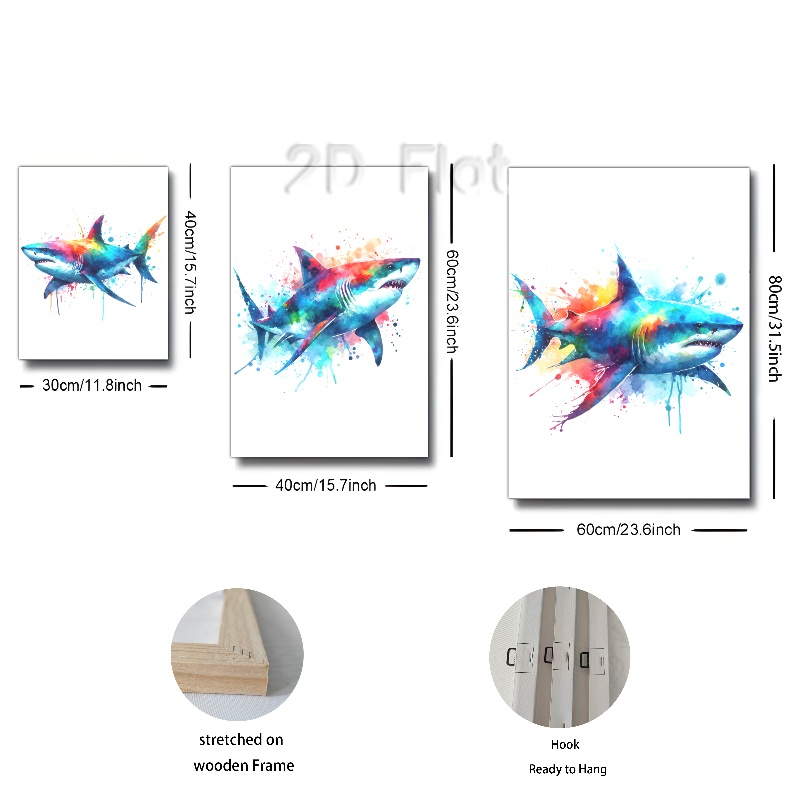 2D Flat
40cm/15.7inch
30cm/11.8inch
60cm/23.6inch
40cm/15.7inch
80cm/31.5inch
60cm/23.6inch
stretched on
wooden Frame
Hook
Ready to Hang